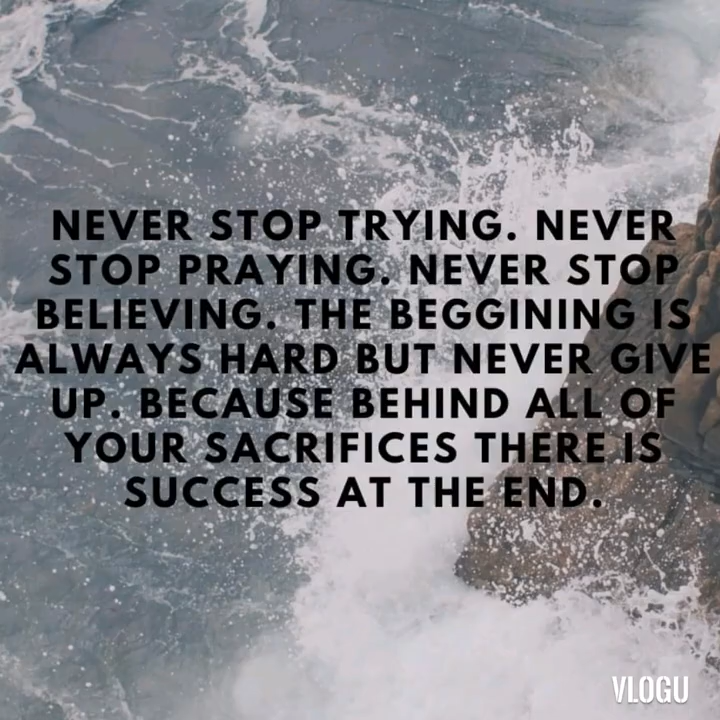 NEVER STOP TRYING. NEVER
STOP PRAYING. NEVER STOP
BELIEVING. THE BEGGINING IS
ALWAYS HARD BUT NEVER GIVE
UP. BECAUSE BEHIND ALL OF
YOUR SACRIFICES THERE IS
SUCCESS AT THE END.
VLOGU